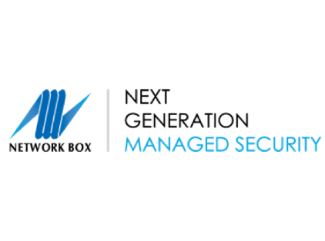 NETWORK BOX
NEXT
GENERATION
MANAGED SECURITY